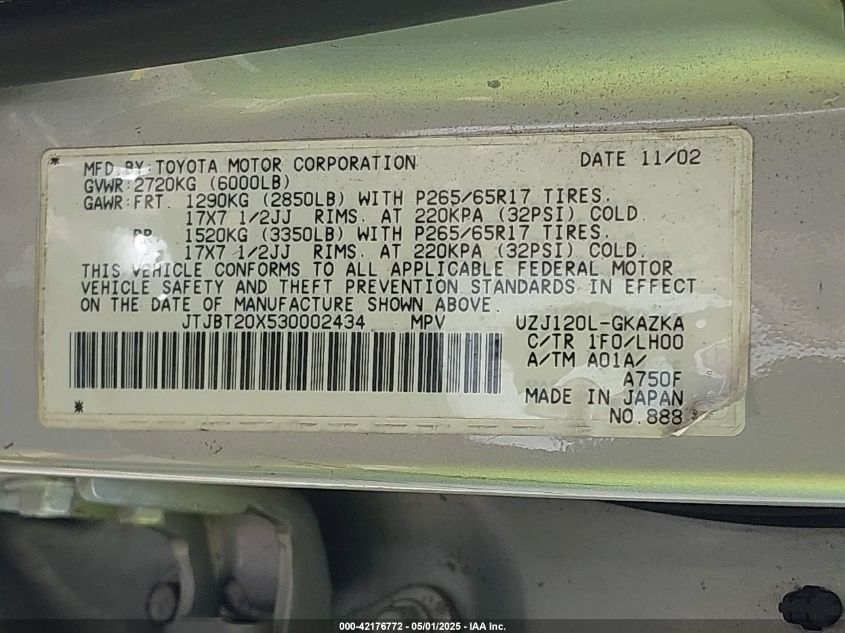 MFD BY: TOYOTA MOTOR CORPORATION DATE 11/02
GVWR:2720KG (6000LB)
GAWR:FRT. 1290KG (2850LB) WITH P265/65R17 TIRES.
17X7 1/2JJ RIMS. AT 220KPA (32PSI) COLD.
RR. 1520KG (3350LB) WITH P265/65R17 TIRES.
17X7 1/2JJ RIMS. AT 220KPA (32PSI) COLD.
THIS VEHICLE CONFORMS TO ALL APPLICABLE FEDERAL MOTOR
VEHICLE SAFETY AND THEFT PREVENTION STANDARDS IN EFFECT
ON THE DATE OF MANUFACTURE SHOWN ABOVE.
JTJBT20X530002434 MPV UZJ120L-GKAZKA
C/TR 1F0/LH00
A/TM A01A/
A750F
MADE IN JAPAN
NO.888
000-42176772 - 05/01/2025 - IAA Inc.